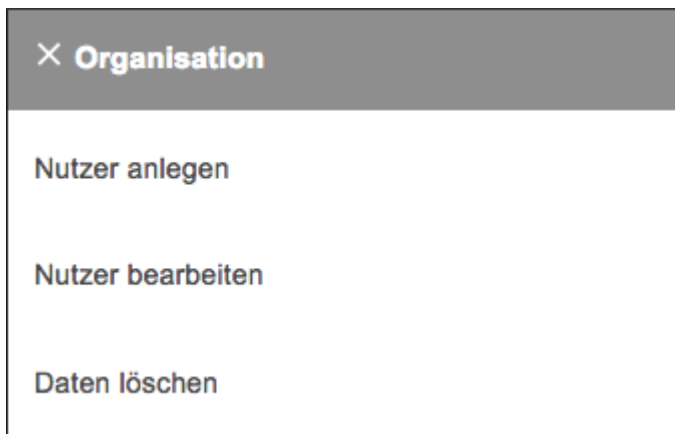 Organisation
Nutzer anlegen
Nutzer bearbeiten
Daten löschen